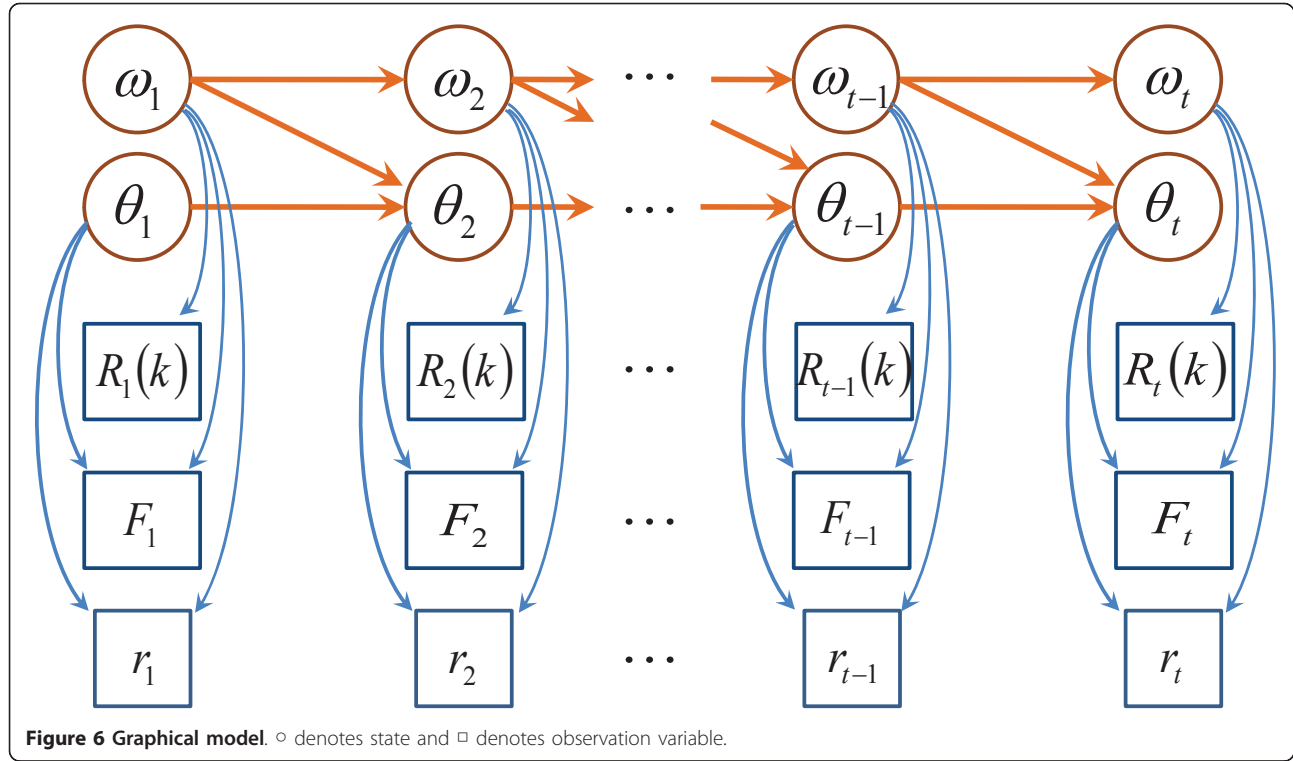 ω₁ ω₂ ⋯ ωₜ₋₁ ωₜ
θ₁ θ₂ ⋯ θₜ₋₁ θₜ
R₁(k) R₂(k) ⋯ Rₜ₋₁(k) Rₜ(k)
F₁ F₂ ⋯ Fₜ₋₁ Fₜ
r₁ r₂ ⋯ rₜ₋₁ rₜ
Figure 6 Graphical model. ○ denotes state and □ denotes observation variable.